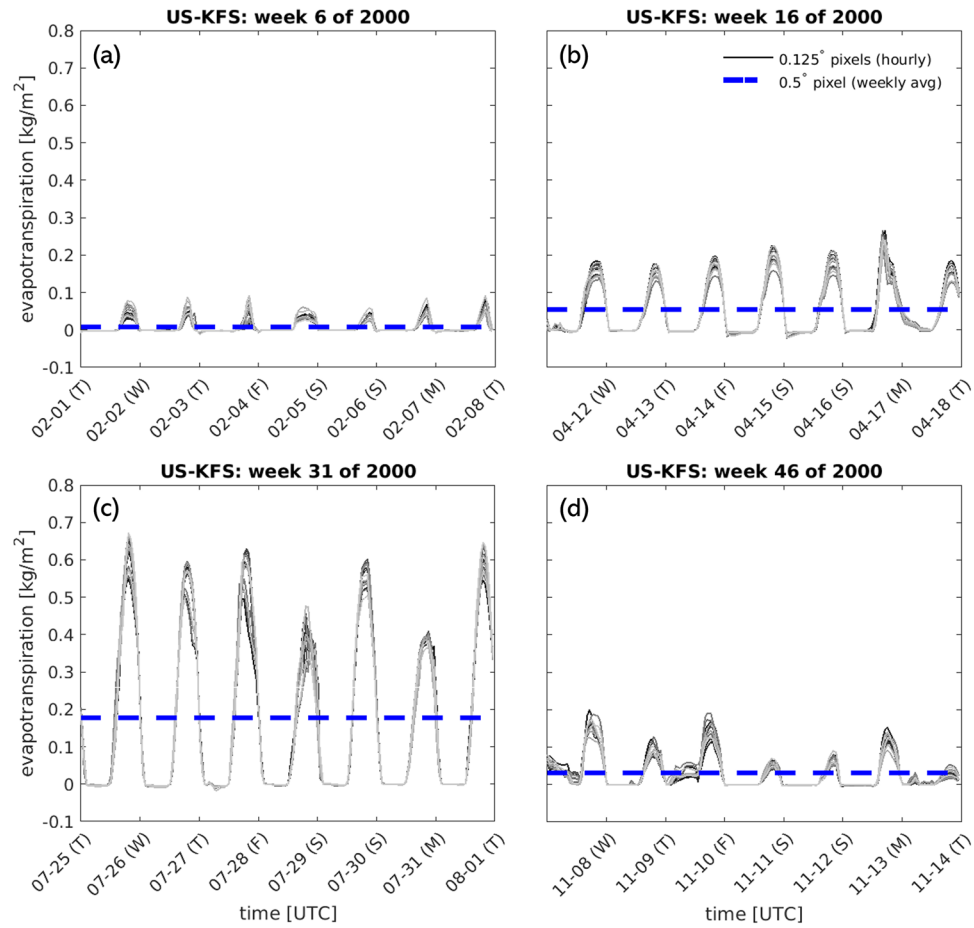 US-KFS: week 6 of 2000
(a)
evapotranspiration [kg/m²]
0.8
0.7
0.6
0.5
0.4
0.3
0.2
0.1
0
-0.1
02-01 (T)
02-02 (W)
02-03 (T)
02-04 (F)
02-05 (S)
02-06 (S)
02-07 (M)
02-08 (T)
US-KFS: week 16 of 2000
(b)
0.125° pixels (hourly)
0.5° pixel (weekly avg)
04-12 (W)
04-13 (T)
04-14 (F)
04-15 (S)
04-16 (S)
04-17 (M)
04-18 (T)
US-KFS: week 31 of 2000
(c)
evapotranspiration [kg/m²]
0.8
0.7
0.6
0.5
0.4
0.3
0.2
0.1
0
-0.1
07-25 (T)
07-26 (W)
07-27 (T)
07-28 (F)
07-29 (S)
07-30 (S)
07-31 (M)
08-01 (T)
time [UTC]
US-KFS: week 46 of 2000
(d)
11-08 (W)
11-09 (T)
11-10 (F)
11-11 (S)
11-12 (S)
11-13 (M)
11-14 (T)
time [UTC]